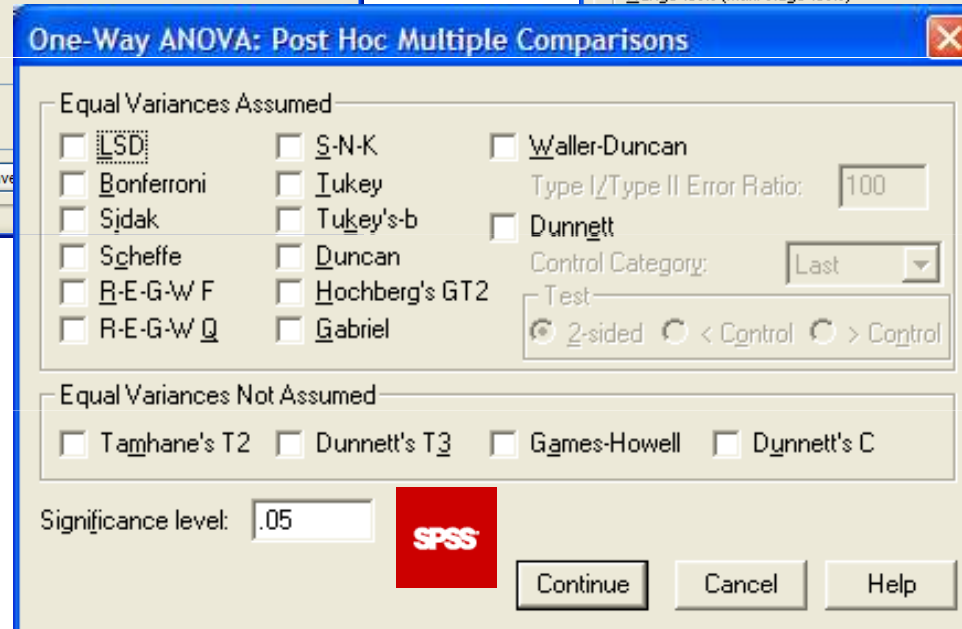 One-Way ANOVA: Post Hoc Multiple Comparisons
Equal Variances Assumed
LSD
Bonferroni
Sidak
Scheffe
R-E-G-W F
R-E-G-W Q
S-N-K
Tukey
Tukey's-b
Duncan
Hochberg's GT2
Gabriel
Waller-Duncan
Type I/Type II Error Ratio: 100
Dunnett
Control Category: Last
Test
2-sided < Control > Control
Equal Variances Not Assumed
Tamhane's T2 Dunnett's T3 Games-Howell Dunnett's C
Significance level: .05
SPSS
Continue Cancel Help